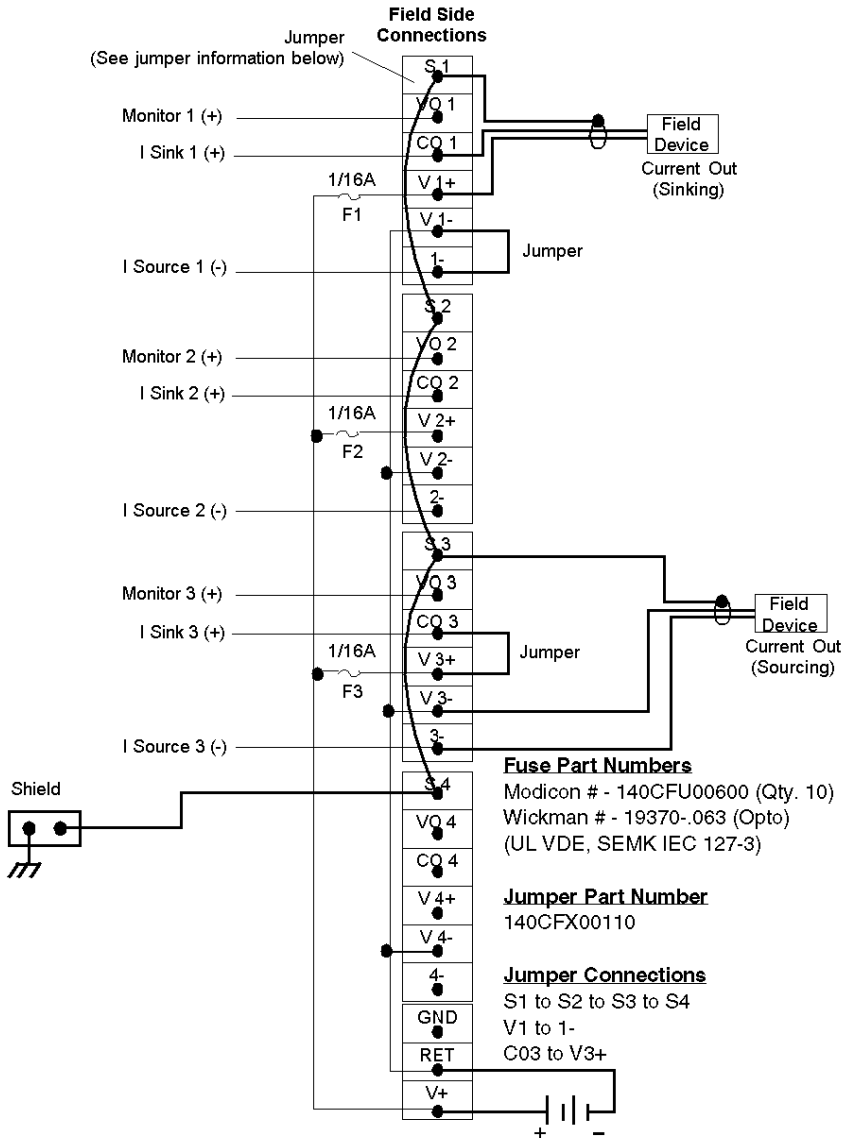 Field Side
Connections
Jumper
(See jumper information below)
S 1
Monitor 1 (+)
VO 1
I Sink 1 (+)
CO 1
Field
Device
Current Out
(Sinking)
1/16A
F1
V 1+
V 1-
Jumper
I Source 1 (-)
1-
S 2
Monitor 2 (+)
VO 2
I Sink 2 (+)
CO 2
1/16A
F2
V 2+
V 2-
I Source 2 (-)
2-
S 3
Monitor 3 (+)
VO 3
Field
Device
Current Out
(Sourcing)
I Sink 3 (+)
CO 3
1/16A
F3
V 3+
Jumper
V 3-
I Source 3 (-)
3-
Shield
S 4
VO 4
CO 4
V 4+
V 4-
4-
GND
RET
V+
+
–
Fuse Part Numbers
Modicon # - 140CFU00600 (Qty. 10)
Wickman # - 19370-.063 (Opto)
(UL VDE, SEMK IEC 127-3)
Jumper Part Number
140CFX00110
Jumper Connections
S1 to S2 to S3 to S4
V1 to 1-
C03 to V3+